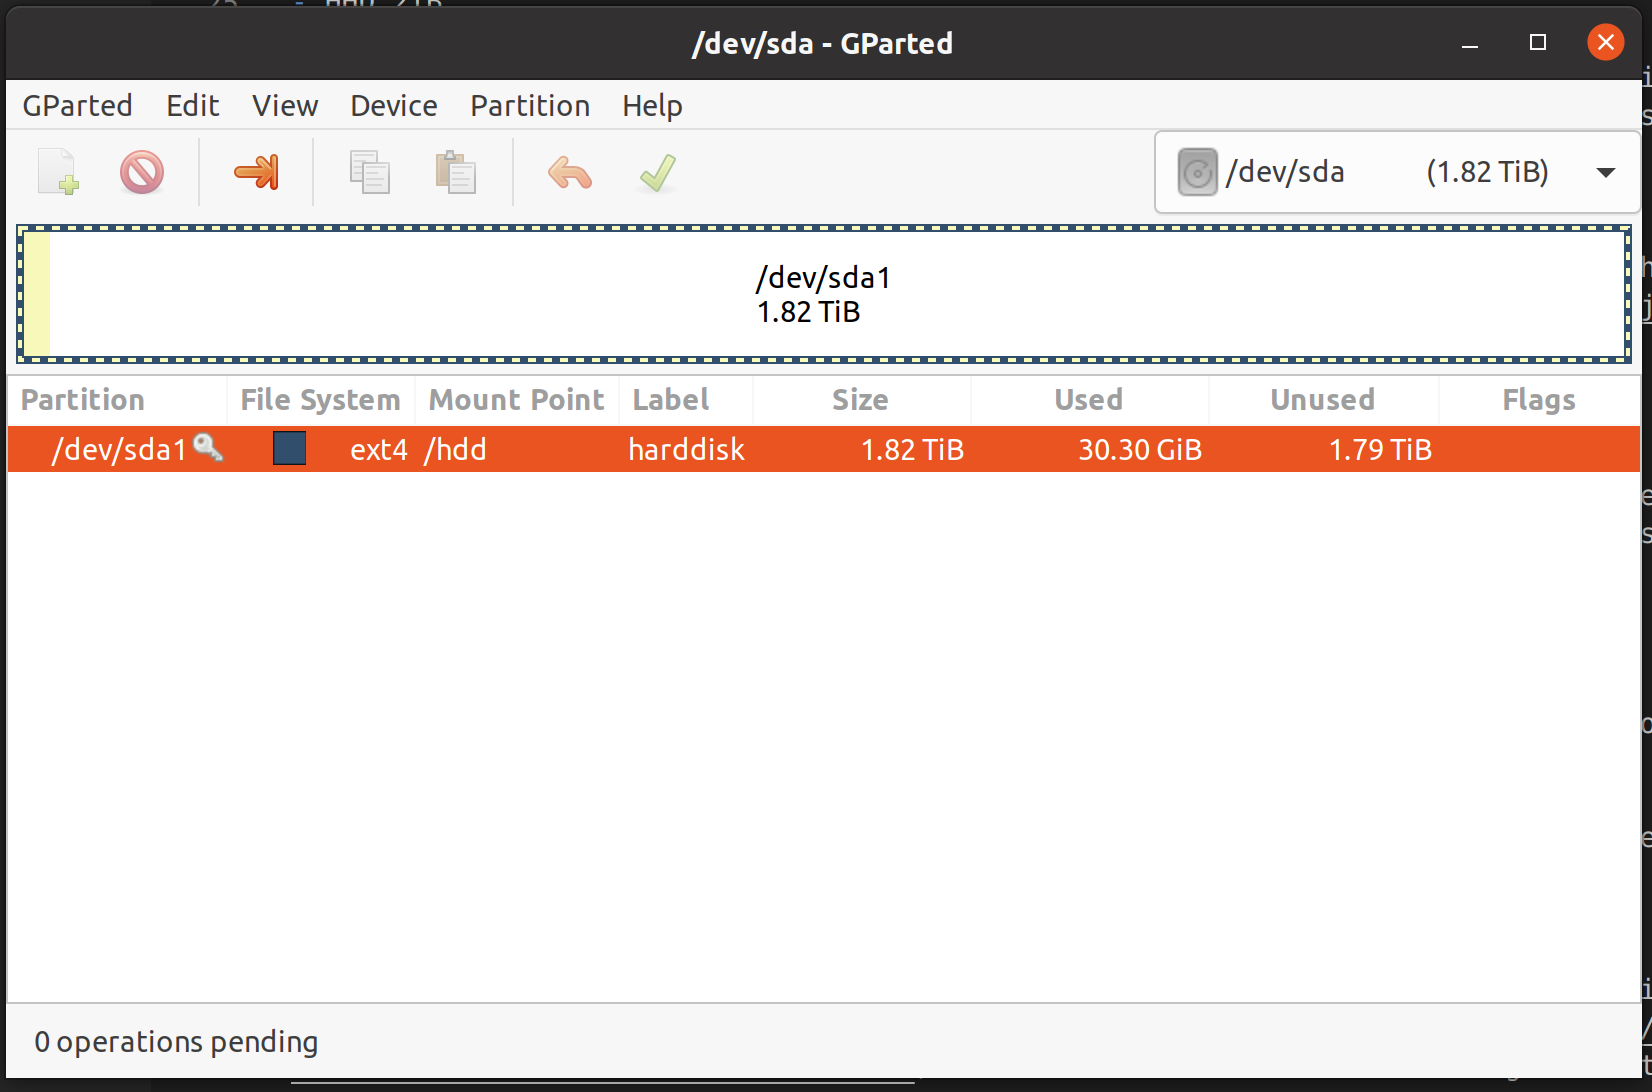 /dev/sda - GParted
GParted Edit View Device Partition Help
/dev/sda (1.82 TiB)
/dev/sda1
1.82 TiB
Partition File System Mount Point Label Size Used Unused Flags
/dev/sda1 ext4 /hdd harddisk 1.82 TiB 30.30 GiB 1.79 TiB
0 operations pending